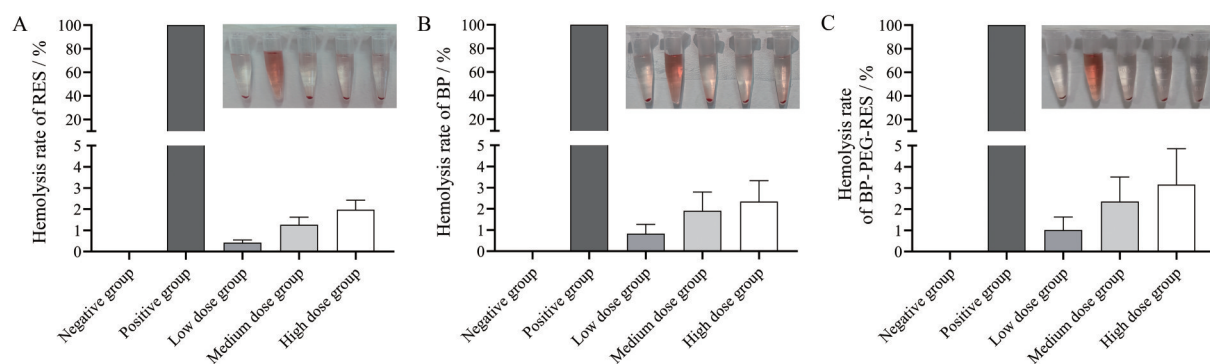 A
Hemolysis rate of RES / %
100
80
60
40
20
5
4
3
2
1
0
Negative group
Positive group
Low dose group
Medium dose group
High dose group
B
Hemolysis rate of BP / %
100
80
60
40
20
5
4
3
2
1
0
Negative group
Positive group
Low dose group
Medium dose group
High dose group
C
Hemolysis rate
of BP-PEG-RES / %
100
80
60
40
20
5
4
3
2
1
0
Negative group
Positive group
Low dose group
Medium dose group
High dose group